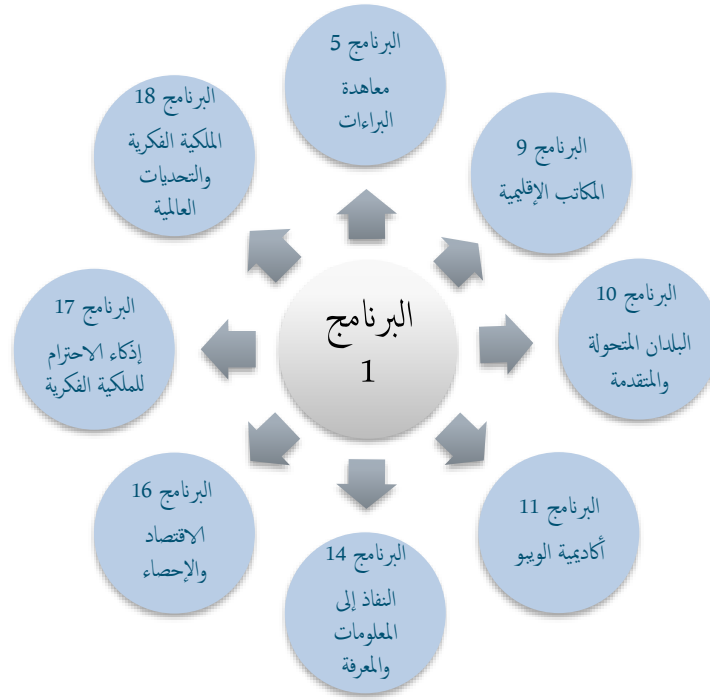 البرنامج 5
معاهدة
البراءات
البرنامج 9
المكاتب الإقليمية
البرنامج 10
البلدان المتحولة
والمتقدمة
البرنامج 11
أكاديمية الويبو
البرنامج 14
النفاذ إلى
المعلومات
والمعرفة
البرنامج 16
الاقتصاد
والإحصاء
البرنامج 17
إذكاء الاحترام
للملكية الفكرية
البرنامج 18
الملكية الفكرية
والتحديات
العالمية
البرنامج
1